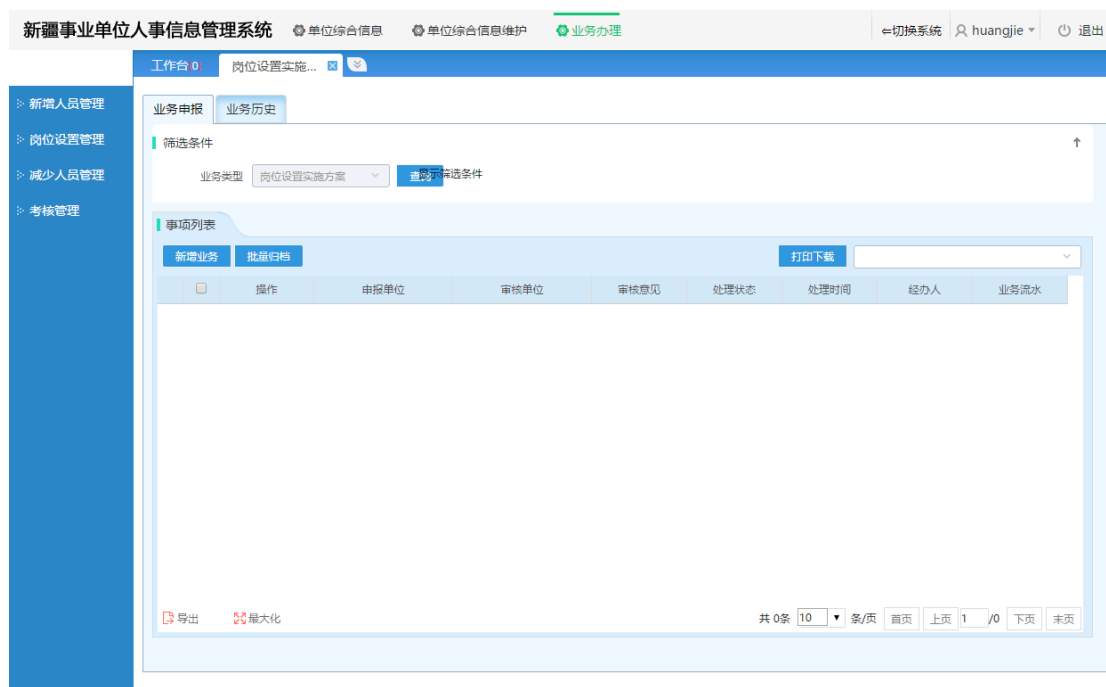 新疆事业单位人事信息管理系统 单位综合信息 单位综合信息维护 业务办理 ⇐切换系统 huangjie 退出
工作台(0) 岗位设置实施...
新增人员管理
岗位设置管理
减少人员管理
考核管理
业务申报 业务历史
筛选条件
业务类型 岗位设置实施方案 查询 显示筛选条件
事项列表
新增业务 批量归档 打印下载
操作 申报单位 审核单位 审核意见 处理状态 处理时间 经办人 业务流水
导出 最大化 共 0条 10 条/页 首页 上页 1 /0 下页 末页